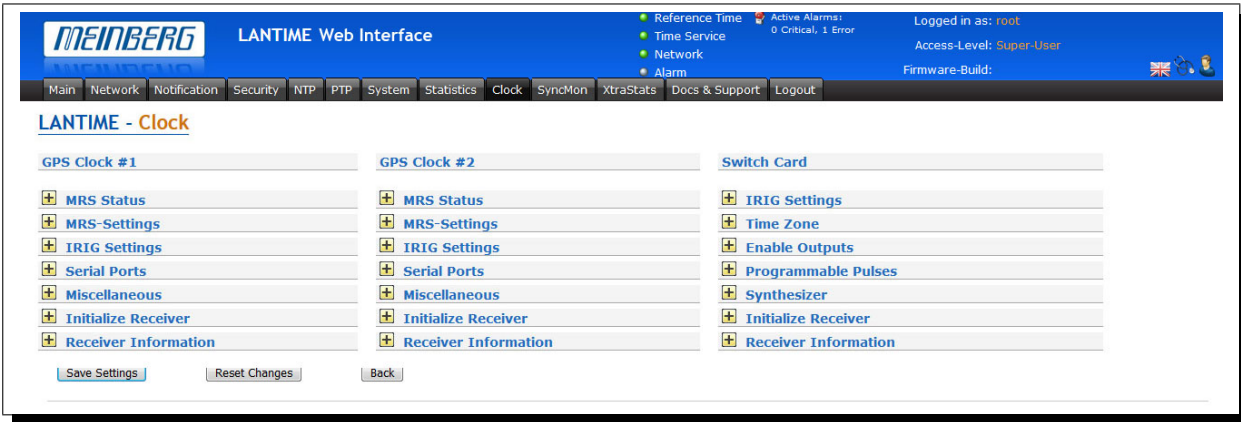 MEINBERG
LANTIME Web Interface
Reference Time
Time Service
Network
Alarm
Active Alarms:
0 Critical, 1 Error
Logged in as: root
Access-Level: Super-User
Firmware-Build:
Main Network Notification Security NTP PTP System Statistics Clock SyncMon XtraStats Docs & Support Logout
LANTIME - Clock
GPS Clock #1 GPS Clock #2 Switch Card
MRS Status MRS Status IRIG Settings
MRS-Settings MRS-Settings Time Zone
IRIG Settings IRIG Settings Enable Outputs
Serial Ports Serial Ports Programmable Pulses
Miscellaneous Miscellaneous Synthesizer
Initialize Receiver Initialize Receiver Initialize Receiver
Receiver Information Receiver Information Receiver Information
Save Settings Reset Changes Back